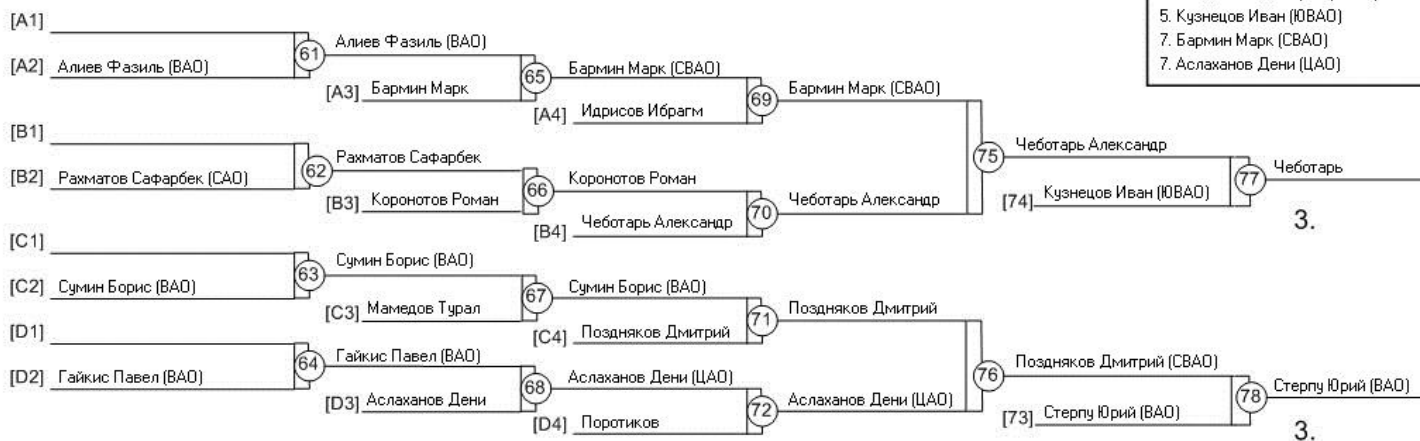 5. Кузнецов Иван (ЮВАО)
7. Бармин Марк (СВАО)
7. Аслаханов Дени (ЦАО)
[A1]
[A2] Алиев Фазиль (ВАО)
61 Алиев Фазиль (ВАО)
[A3] Бармин Марк
65 Бармин Марк (СВАО)
[A4] Идрисов Ибрагм
69 Бармин Марк (СВАО)
[B1]
[B2] Рахматов Сафарбек (САО)
62 Рахматов Сафарбек
[B3] Коронотов Роман
66 Коронотов Роман
[B4] Чеботарь Александр
70 Чеботарь Александр
75 Чеботарь Александр
[74] Кузнецов Иван (ЮВАО)
77 Чеботарь
3.
[C1]
[C2] Сумин Борис (ВАО)
63 Сумин Борис (ВАО)
[C3] Мамедов Турал
67 Сумин Борис (ВАО)
[C4] Поздняков Дмитрий
71 Поздняков Дмитрий
[D1]
[D2] Гайкис Павел (ВАО)
64 Гайкис Павел (ВАО)
[D3] Аслаханов Дени
68 Аслаханов Дени (ЦАО)
[D4] Поротиков
72 Аслаханов Дени (ЦАО)
76 Поздняков Дмитрий (СВАО)
[73] Стерпу Юрий (ВАО)
78 Стерпу Юрий (ВАО)
3.